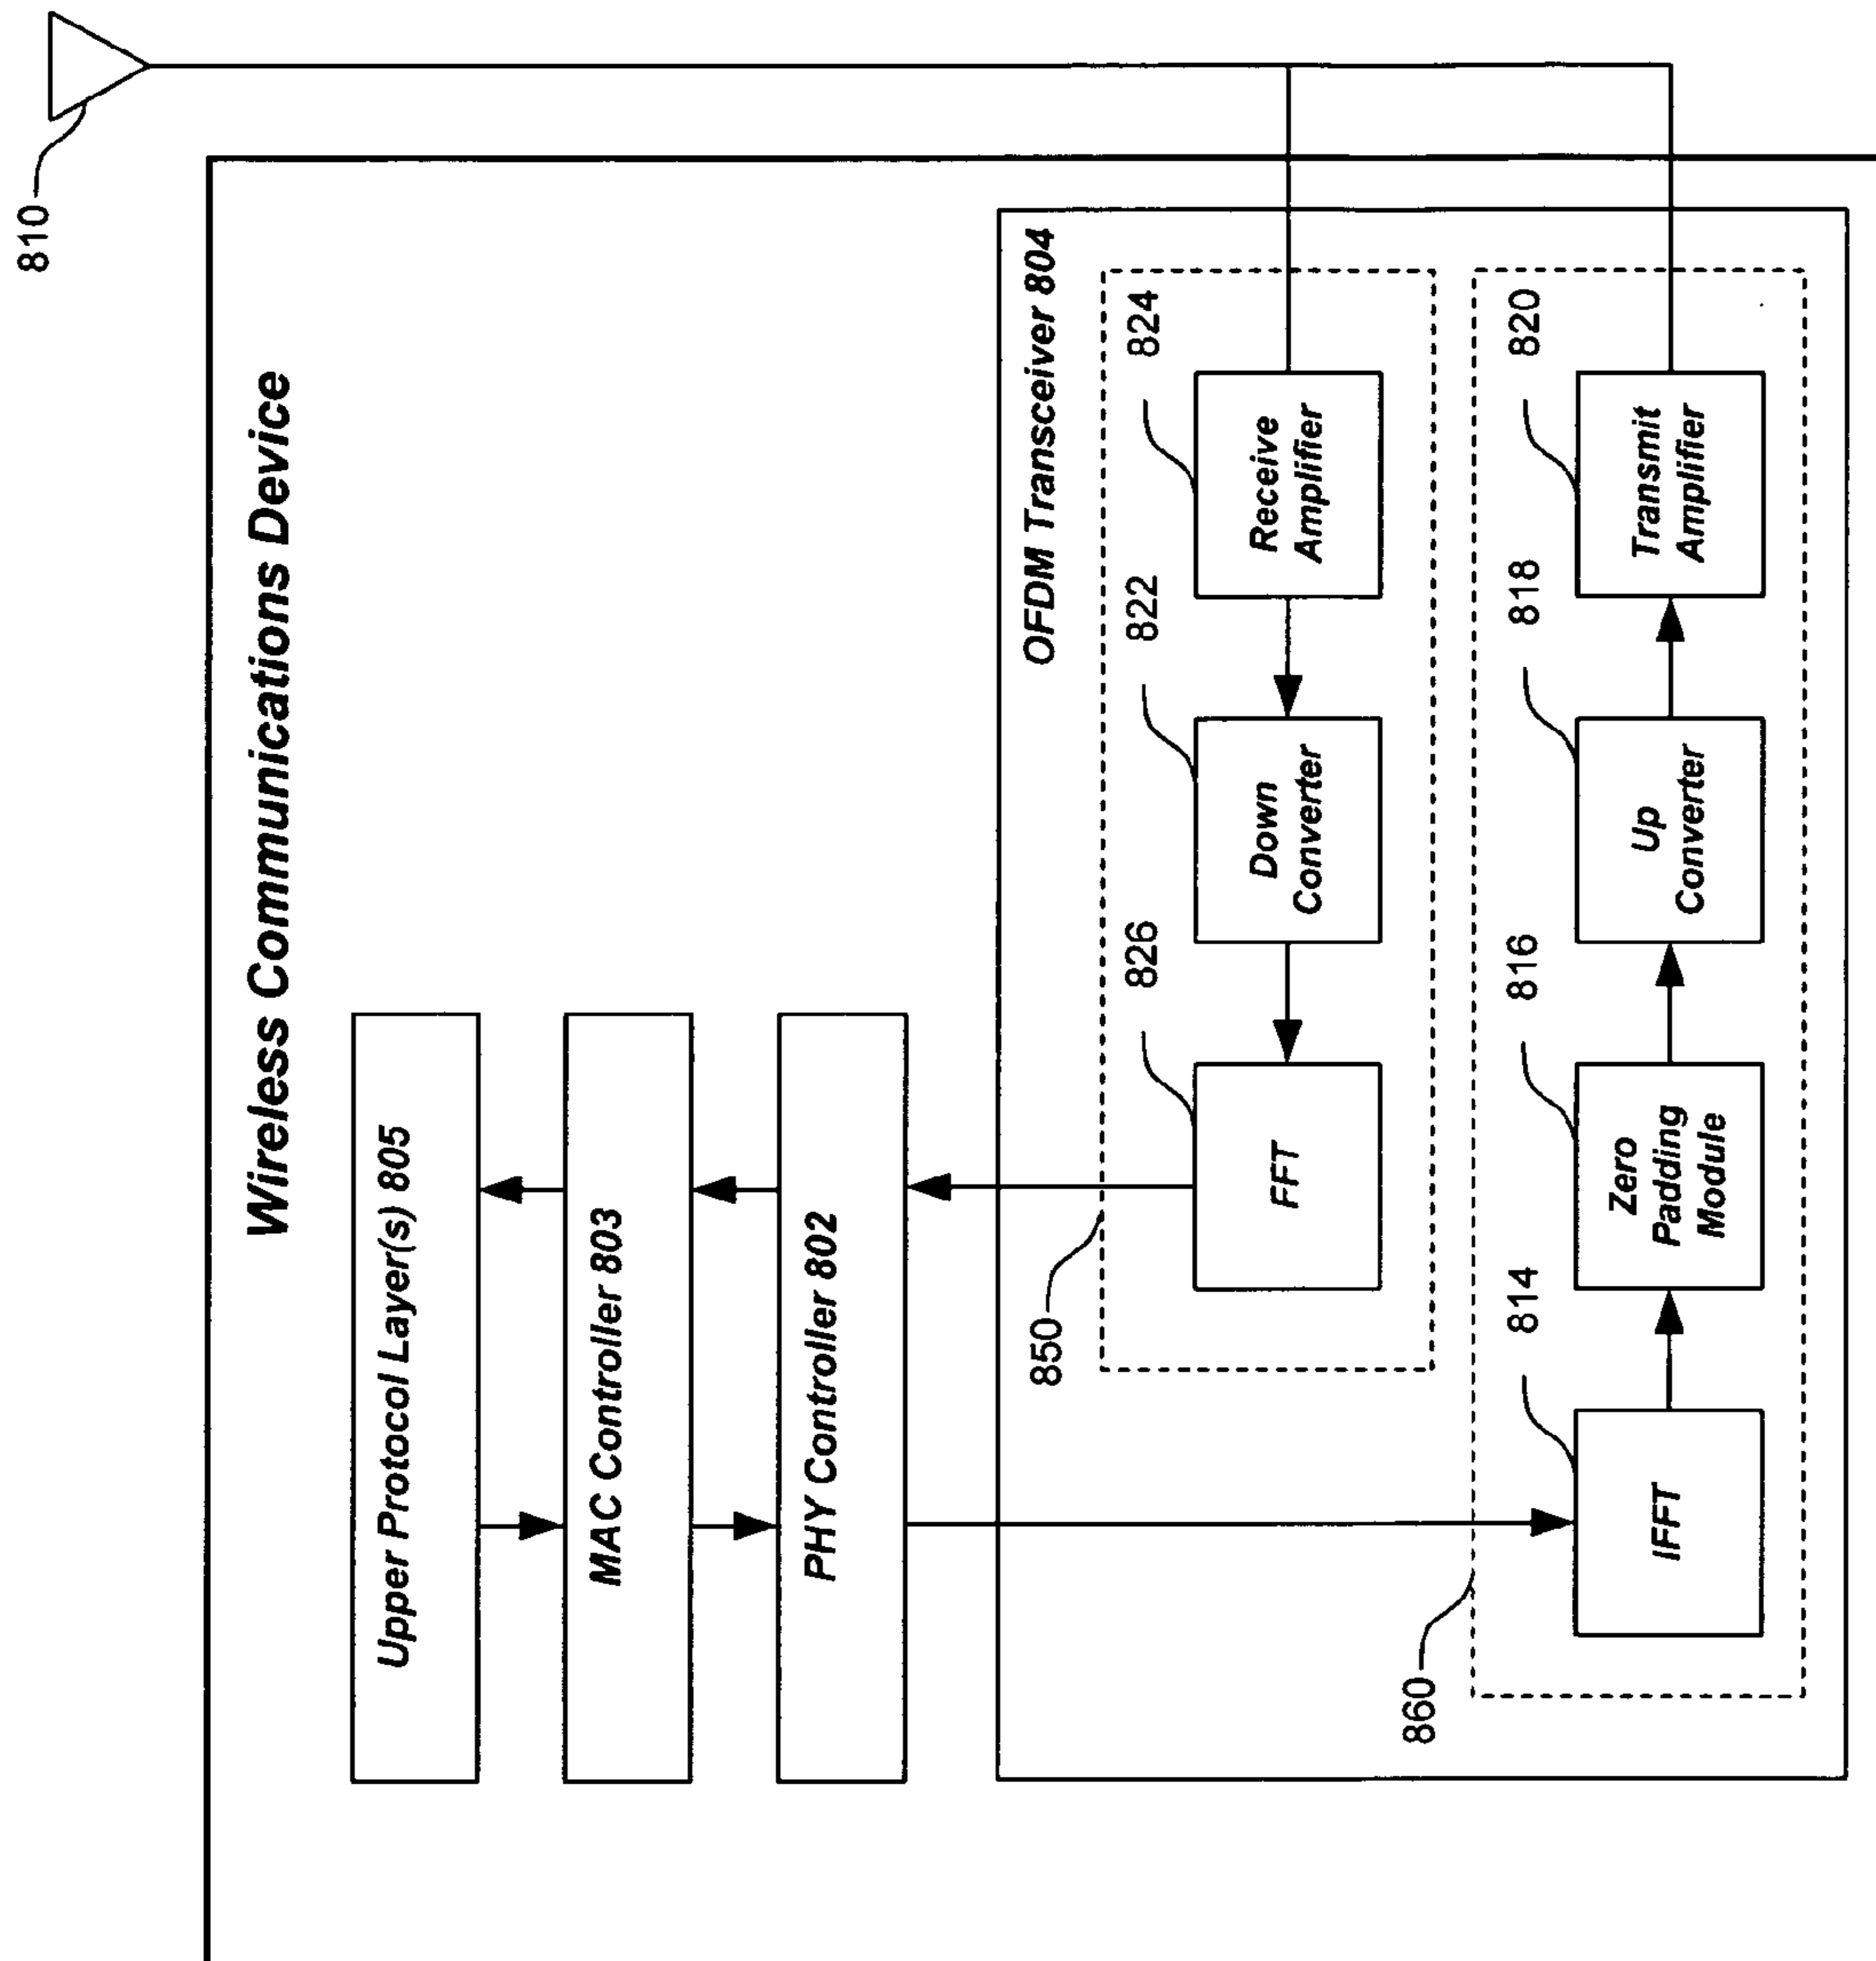 810
Wireless Communications Device
Upper Protocol Layer(s) 805
MAC Controller 803
PHY Controller 802
OFDM Transceiver 804
850
826
822
824
FFT
Down
Converter
Receive
Amplifier
860
814
816
818
820
IFFT
Zero
Padding
Module
Up
Converter
Transmit
Amplifier